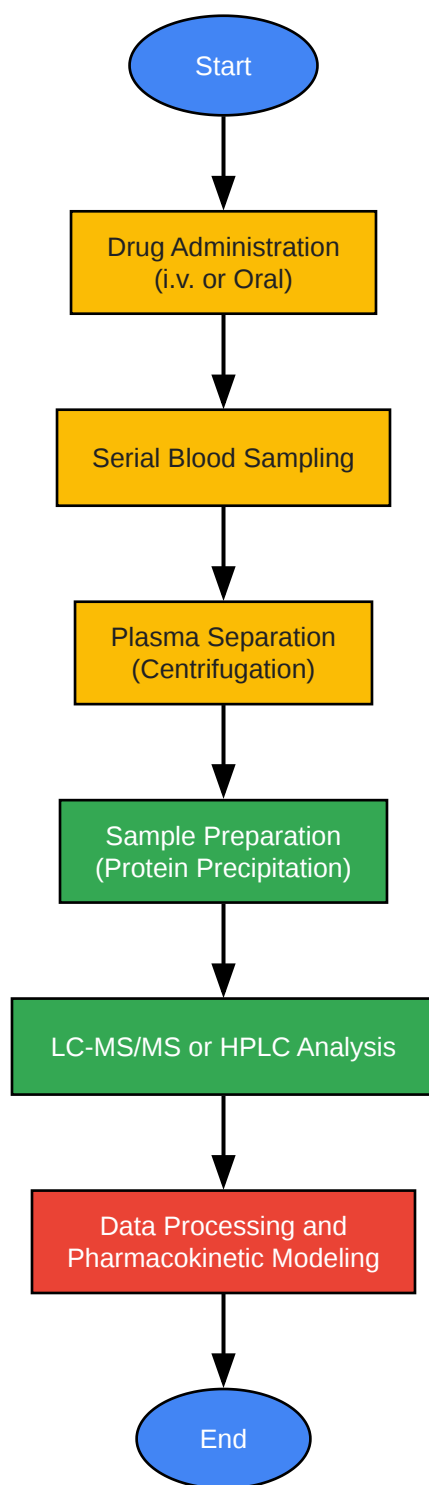 Start
Drug Administration
(i.v. or Oral)
Serial Blood Sampling
Plasma Separation
(Centrifugation)
Sample Preparation
(Protein Precipitation)
LC-MS/MS or HPLC Analysis
Data Processing and
Pharmacokinetic Modeling
End